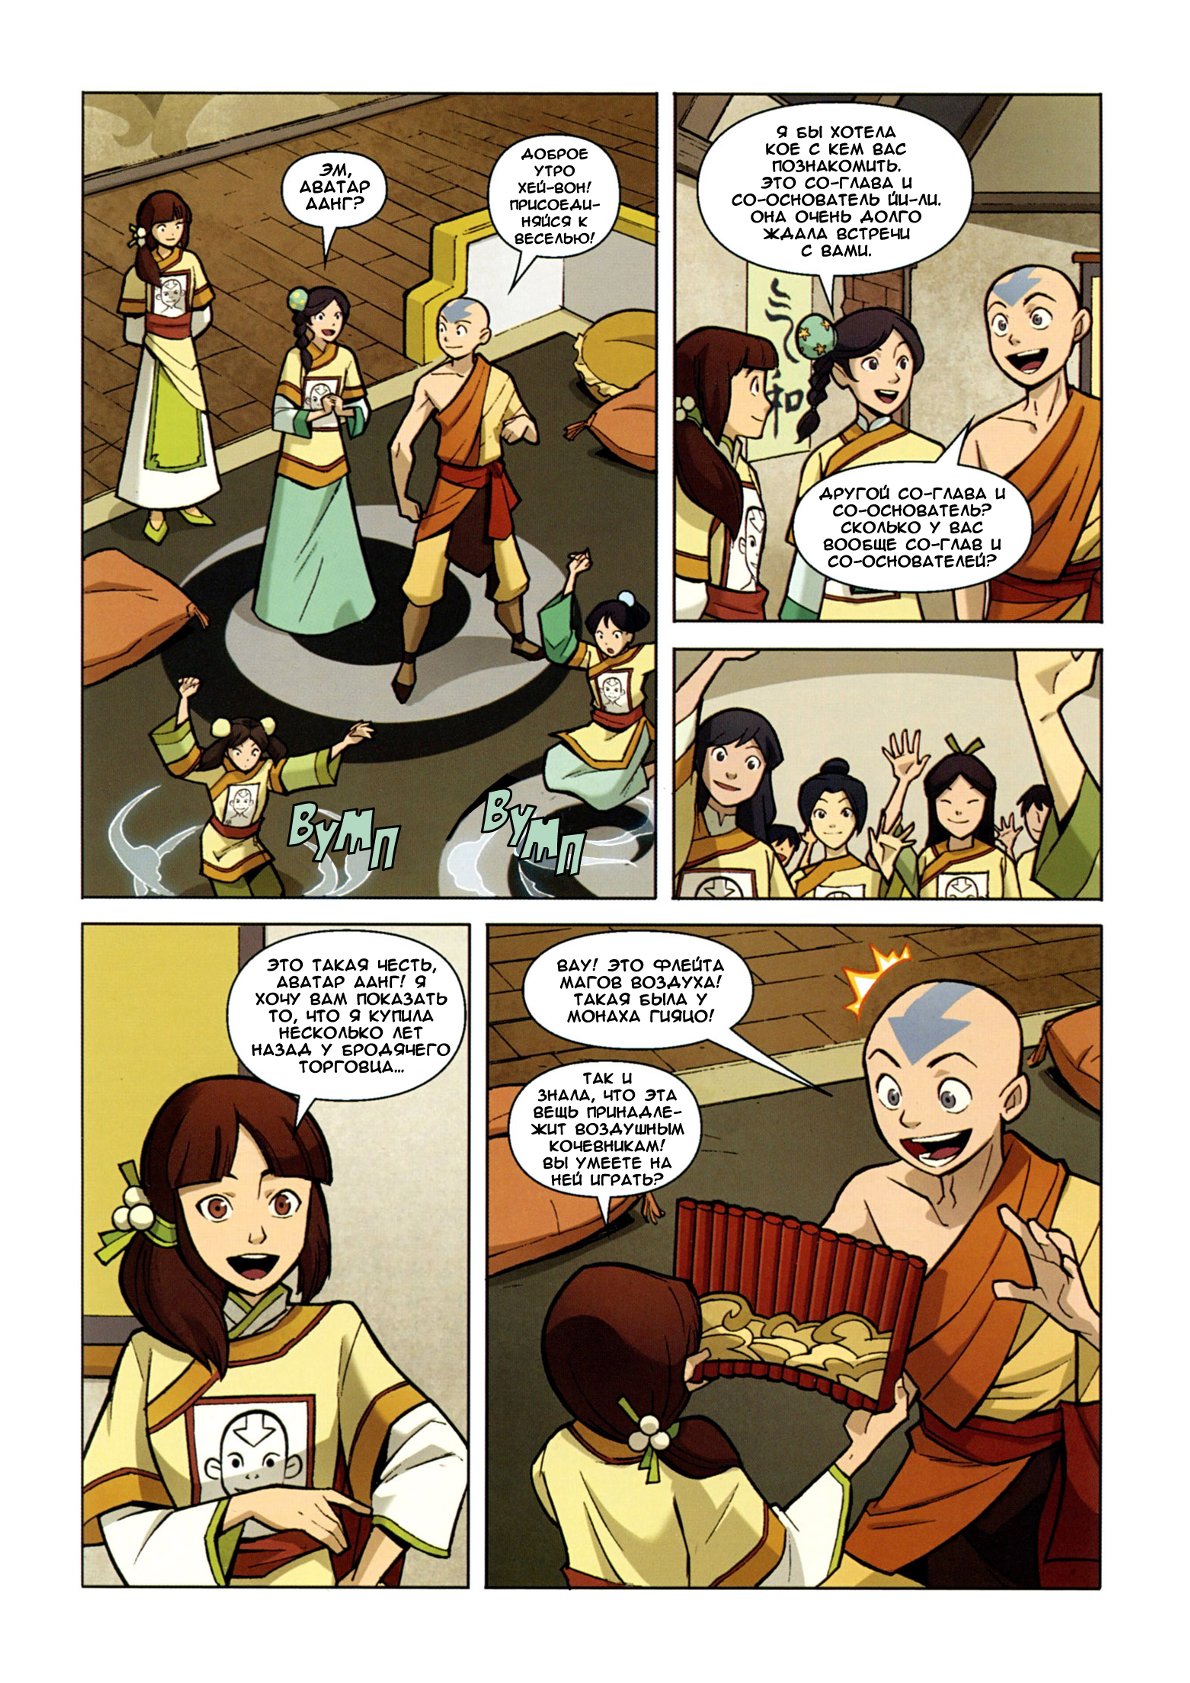 ЭМ,
АВАТАР
ААНГ?
ДОБРОЕ
УТРО
ХЕЙ-ВОН!
ПРИСОЕДИ-
НЯЙСЯ К
ВЕСЕЛЬЮ!
ВУМП
ВУМП
Я БЫ ХОТЕЛА
КОЕ С КЕМ ВАС
ПОЗНАКОМИТЬ.
ЭТО СО-ГЛАВА И
СО-ОСНОВАТЕЛЬ ЙИ-ЛИ.
ОНА ОЧЕНЬ ДОЛГО
ЖДАЛА ВСТРЕЧИ
С ВАМИ.
和
ДРУГОЙ СО-ГЛАВА И
СО-ОСНОВАТЕЛЬ?
СКОЛЬКО У ВАС
ВООБЩЕ СО-ГЛАВ И
СО-ОСНОВАТЕЛЕЙ?
ЭТО ТАКАЯ ЧЕСТЬ,
АВАТАР ААНГ! Я
ХОЧУ ВАМ ПОКАЗАТЬ
ТО, ЧТО Я КУПИЛА
НЕСКОЛЬКО ЛЕТ
НАЗАД У БРОДЯЧЕГО
ТОРГОВЦА...
ВАУ! ЭТО ФЛЕЙТА
МАГОВ ВОЗДУХА!
ТАКАЯ БЫЛА У
МОНАХА ГИЯЦО!
ТАК И
ЗНАЛА, ЧТО ЭТА
ВЕЩЬ ПРИНАДЛЕ-
ЖИТ ВОЗДУШНЫМ
КОЧЕВНИКАМ!
ВЫ УМЕЕТЕ НА
НЕЙ ИГРАТЬ?